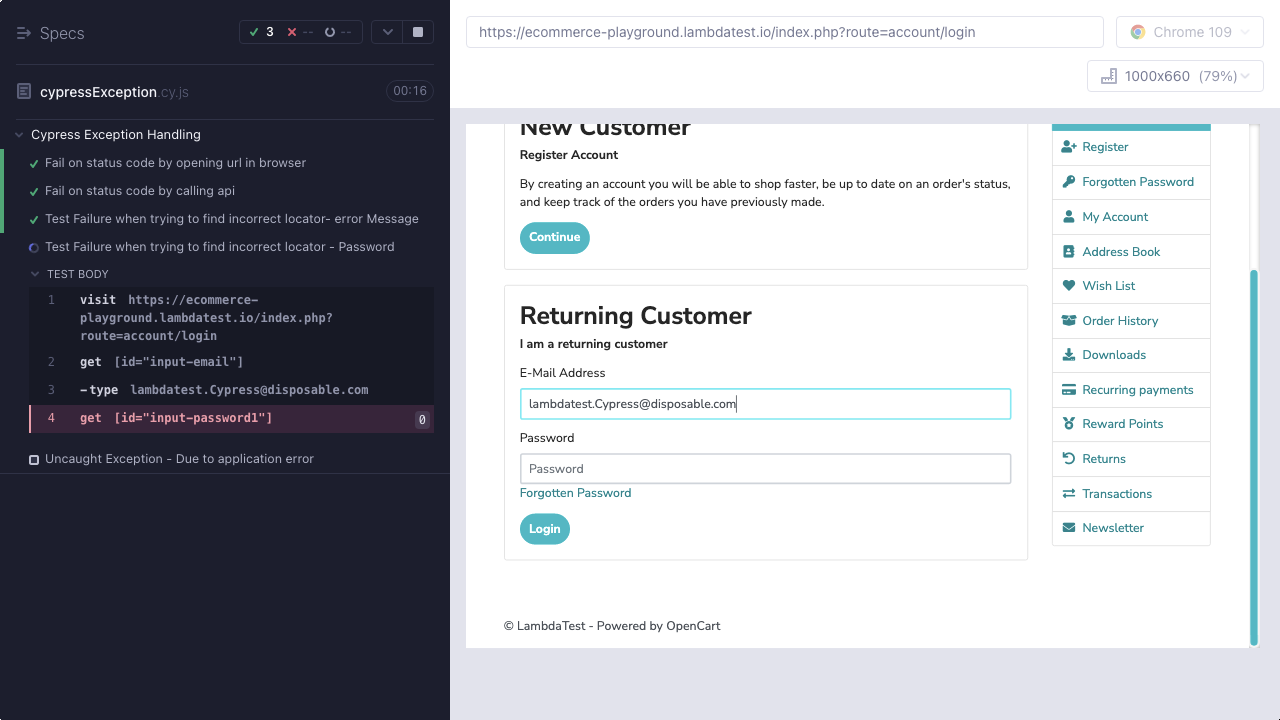 Specs
3 -- --
cypressException.cy.js
00:16
Cypress Exception Handling
Fail on status code by opening url in browser
Fail on status code by calling api
Test Failure when trying to find incorrect locator- error Message
Test Failure when trying to find incorrect locator - Password
TEST BODY
1 visit https://ecommerce-
playground.lambdatest.io/index.php?
route=account/login
2 get [id="input-email"]
3 -type lambdatest.Cypress@disposable.com
4 get [id="input-password1"] 0
Uncaught Exception - Due to application error
https://ecommerce-playground.lambdatest.io/index.php?route=account/login
Chrome 109
1000x660 (79%)
New Customer
Register Account
By creating an account you will be able to shop faster, be up to date on an order's status,
and keep track of the orders you have previously made.
Continue
Returning Customer
I am a returning customer
E-Mail Address
lambdatest.Cypress@disposable.com
Password
Password
Forgotten Password
Login
Register
Forgotten Password
My Account
Address Book
Wish List
Order History
Downloads
Recurring payments
Reward Points
Returns
Transactions
Newsletter
© LambdaTest - Powered by OpenCart